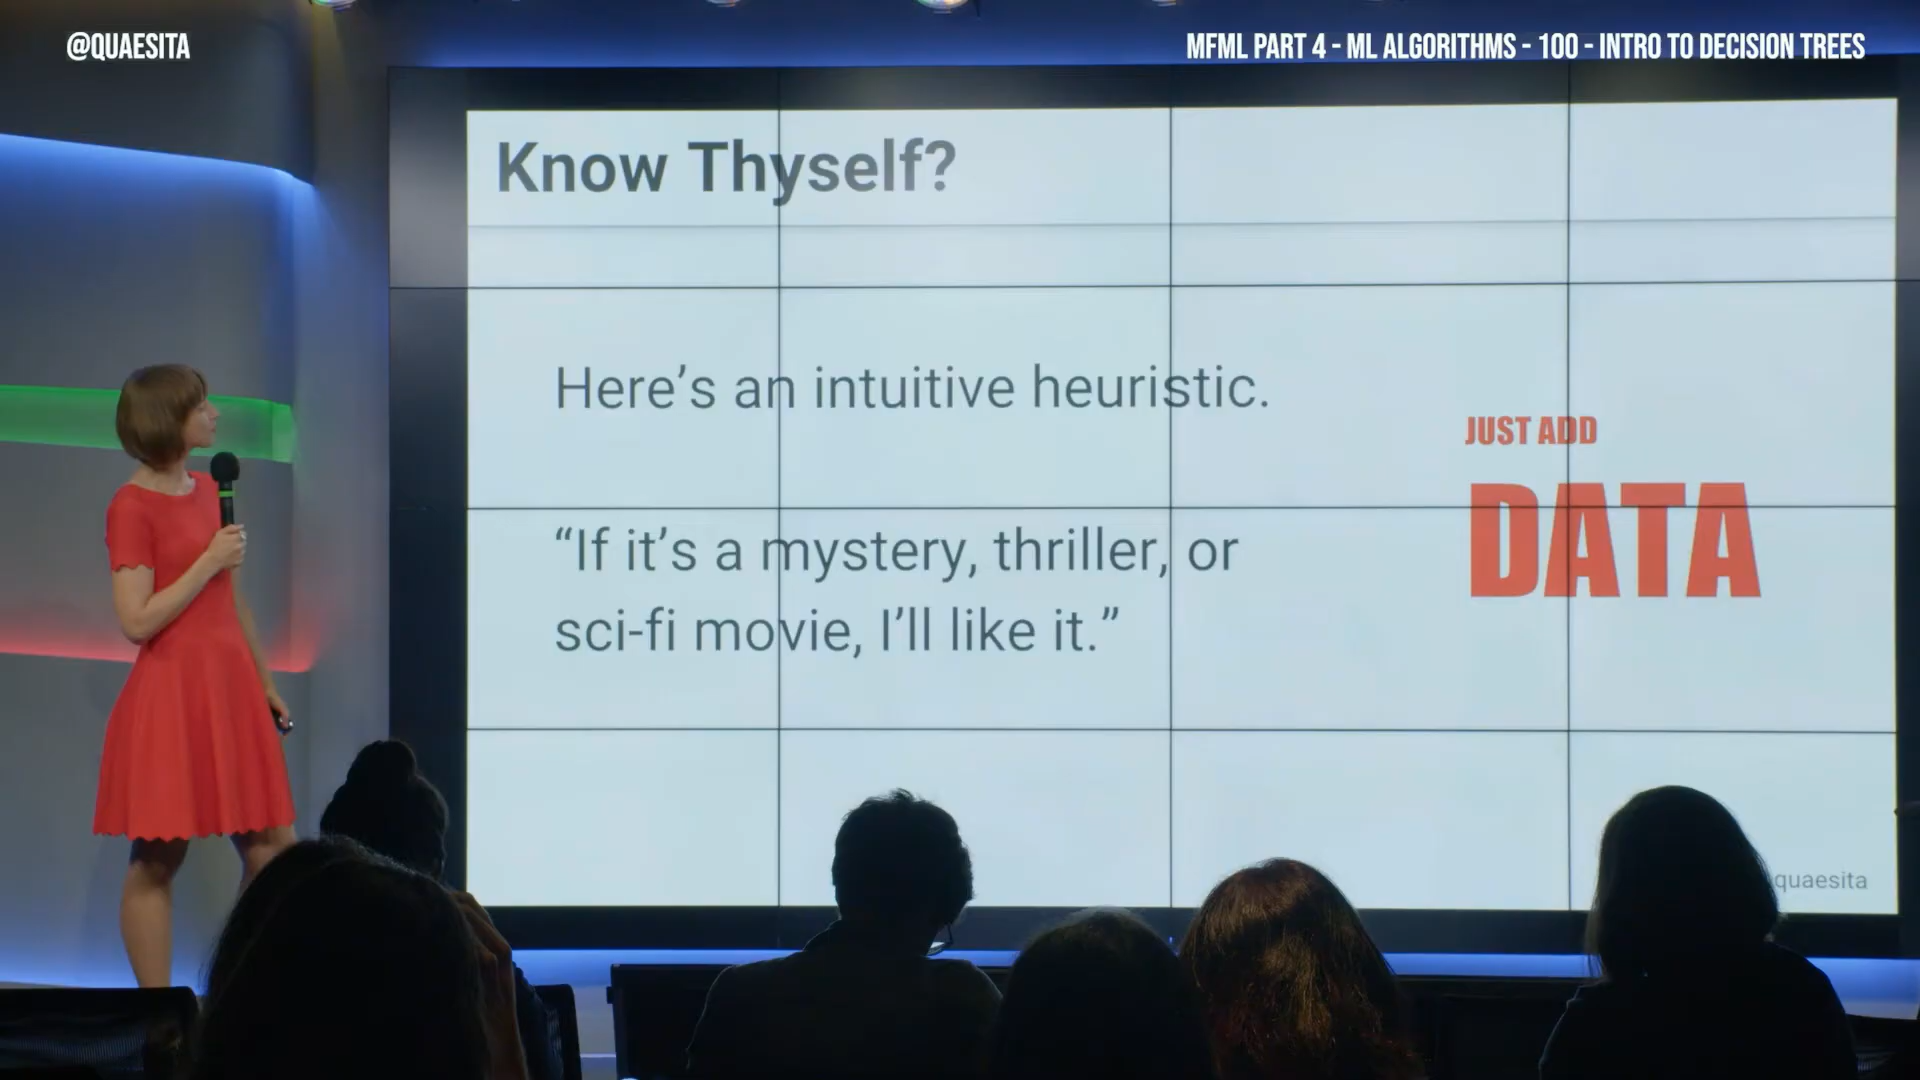 @QUAESITA
MFML PART 4 - ML ALGORITHMS - 100 - INTRO TO DECISION TREES
Know Thyself?
Here’s an intuitive heuristic.
“If it’s a mystery, thriller, or
sci-fi movie, I’ll like it.”
JUST ADD
DATA
quaesita